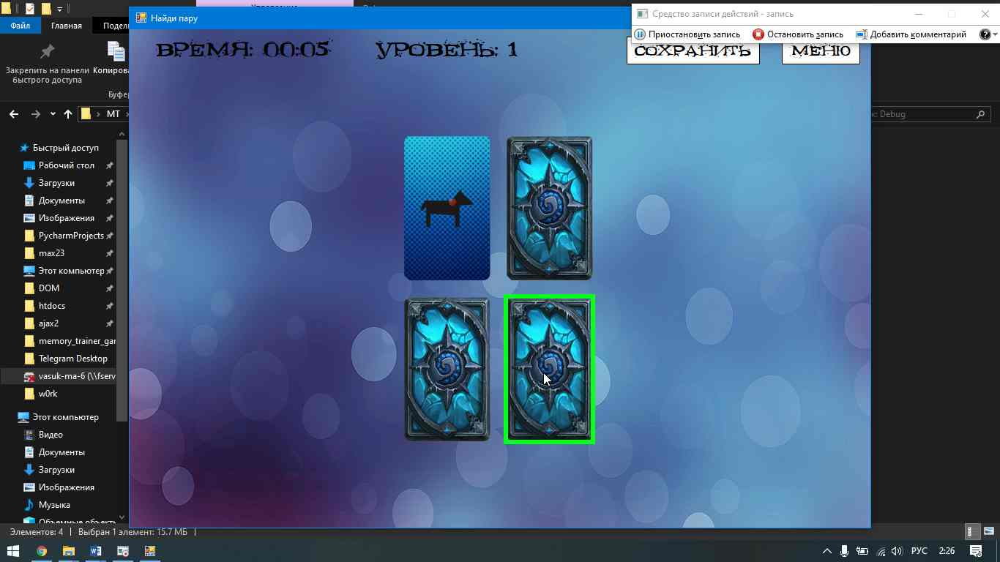 Управление
Найди пару
Средство записи действий - запись
Файл
Главная
Приостановить запись
Остановить запись
Добавить комментарий
ВРЕМЯ: 00:05
УРОВЕНЬ: 1
СОХРАНИТЬ
МЕНЮ
Закрепить на панели
быстрого доступа
MT
к: Debug
Быстрый доступ
Рабочий стол
Загрузки
Документы
Изображения
PycharmProjects
max23
Этот компьютер
DOM
htdocs
ajax2
memory_trainer_gar
Telegram Desktop
vasuk-ma-6 (\\fserv
w0rk
Этот компьютер
Видео
Документы
Загрузки
Изображения
Музыка
Объемные объекты
Элементов: 4
Выбран 1 элемент: 15.7 МБ
РУС
2:26